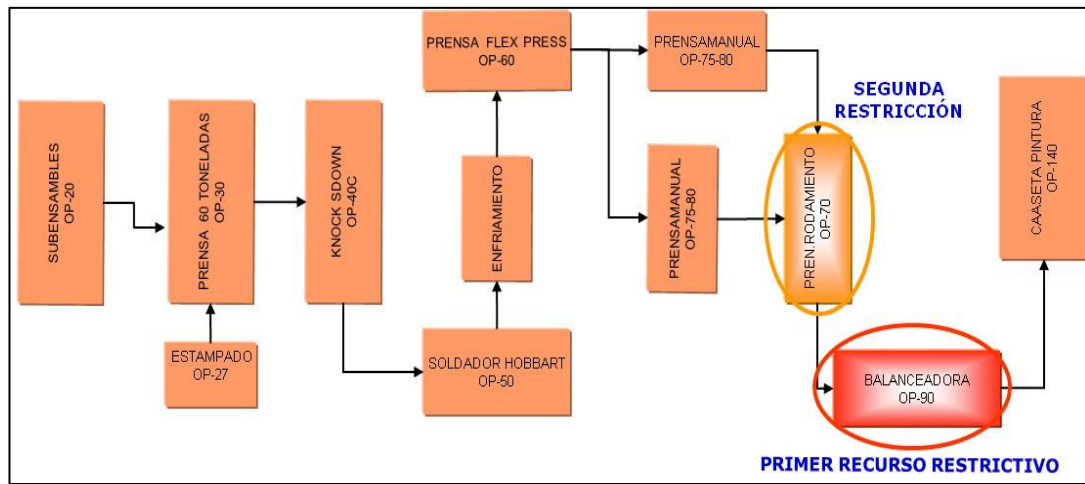 SUBENSAMBLES
OP-20
PRENSA 60 TONELADAS
OP-30
ESTAMPADO
OP-27
KNOCK SDOWN
OP-40C
SOLDADOR HOBBART
OP-50
ENFRIAMIENTO
PRENSA FLEX PRESS
OP-60
PRENSAMANUAL
OP-75-80
PRENSAMANUAL
OP-75-80
SEGUNDA
RESTRICCIÓN
PREN.RODAMIENTO
OP-70
BALANCEADORA
OP-90
PRIMER RECURSO RESTRICTIVO
CAASETA PINTURA
OP-140